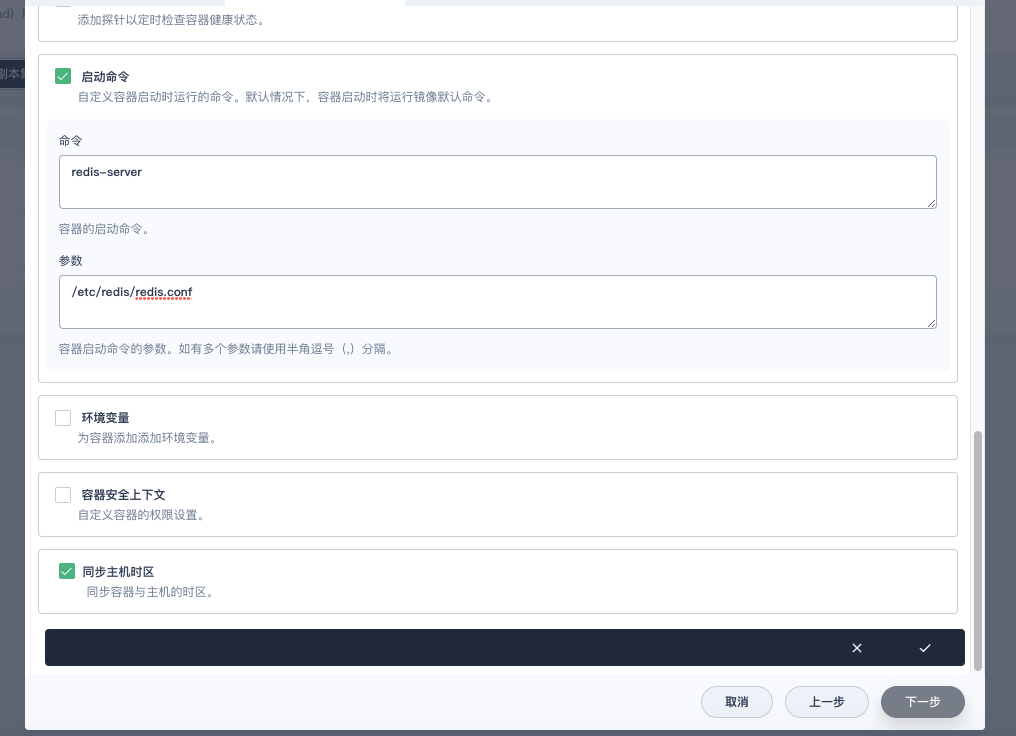 添加探针以定时检查容器健康状态。
副本
启动命令
自定义容器启动时运行的命令。默认情况下，容器启动时将运行镜像默认命令。
命令
redis-server
容器的启动命令。
参数
/etc/redis/redis.conf
容器启动命令的参数。如有多个参数请使用半角逗号（,）分隔。
环境变量
为容器添加添加环境变量。
容器安全上下文
自定义容器的权限设置。
同步主机时区
同步容器与主机的时区。
取消
上一步
下一步